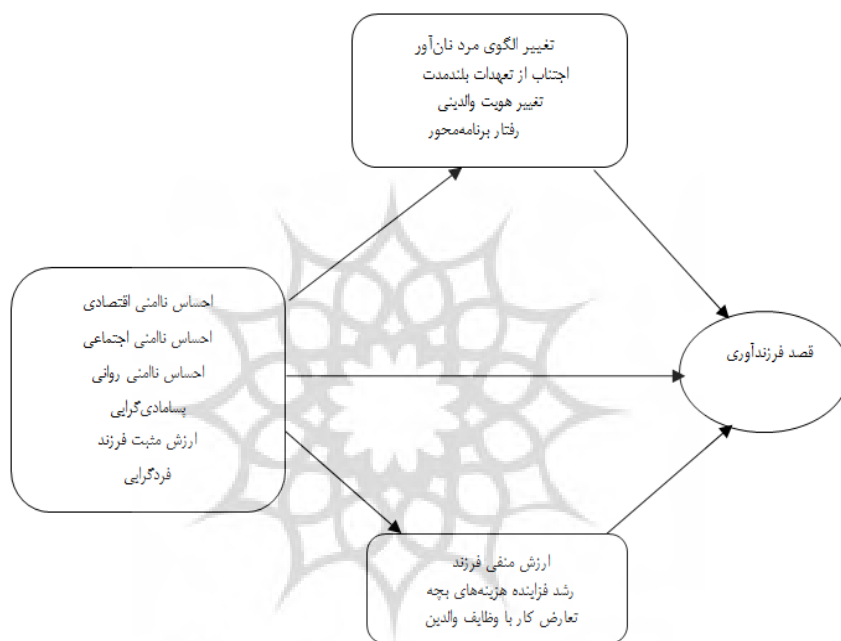 تغییر الگوی مرد نان‌آور
اجتناب از تعهدات بلندمدت
تغییر هویت والدینی
رفتار برنامه‌محور
احساس ناامنی اقتصادی
احساس ناامنی اجتماعی
احساس ناامنی روانی
پسامادی‌گرایی
ارزش مثبت فرزند
فردگرایی
قصد فرزندآوری
ارزش منفی فرزند
رشد فزاینده هزینه‌های بچه
تعارض کار با وظایف والدین